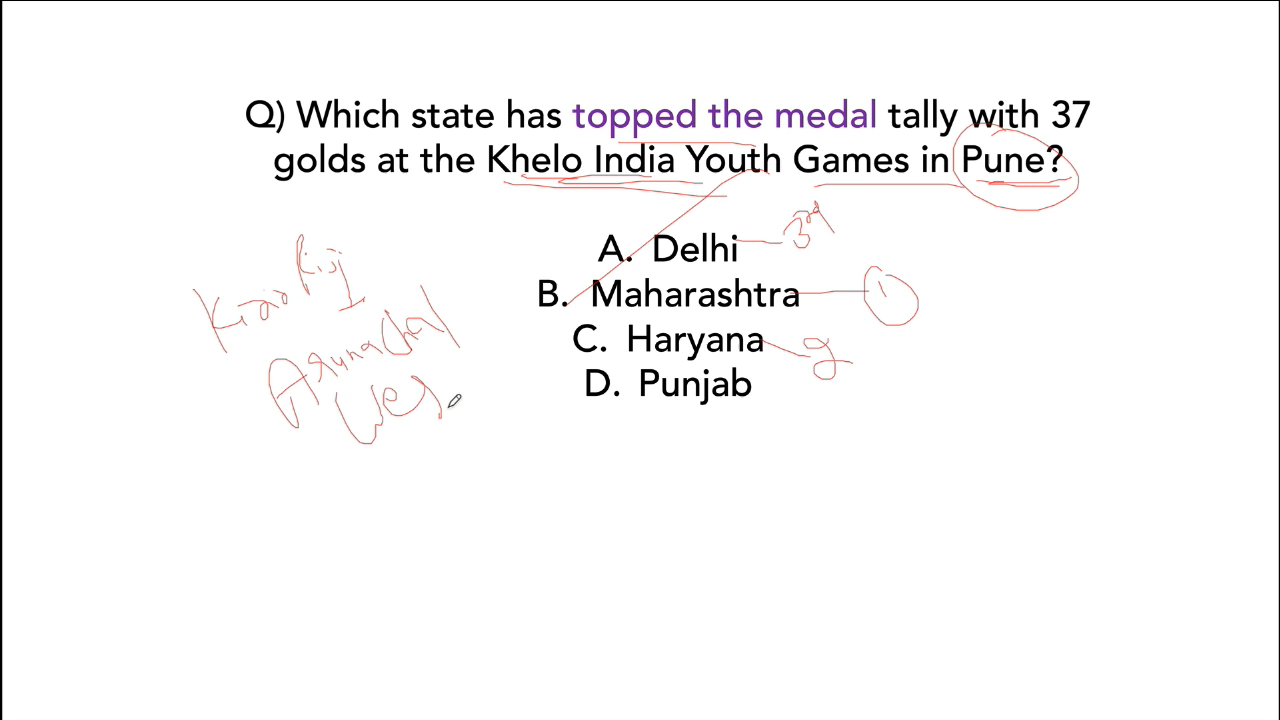 Q) Which state has topped the medal tally with 37
golds at the Khelo India Youth Games in Pune?
A. Delhi 3rd
B. Maharashtra 1
C. Haryana 2
D. Punjab
Arunachal